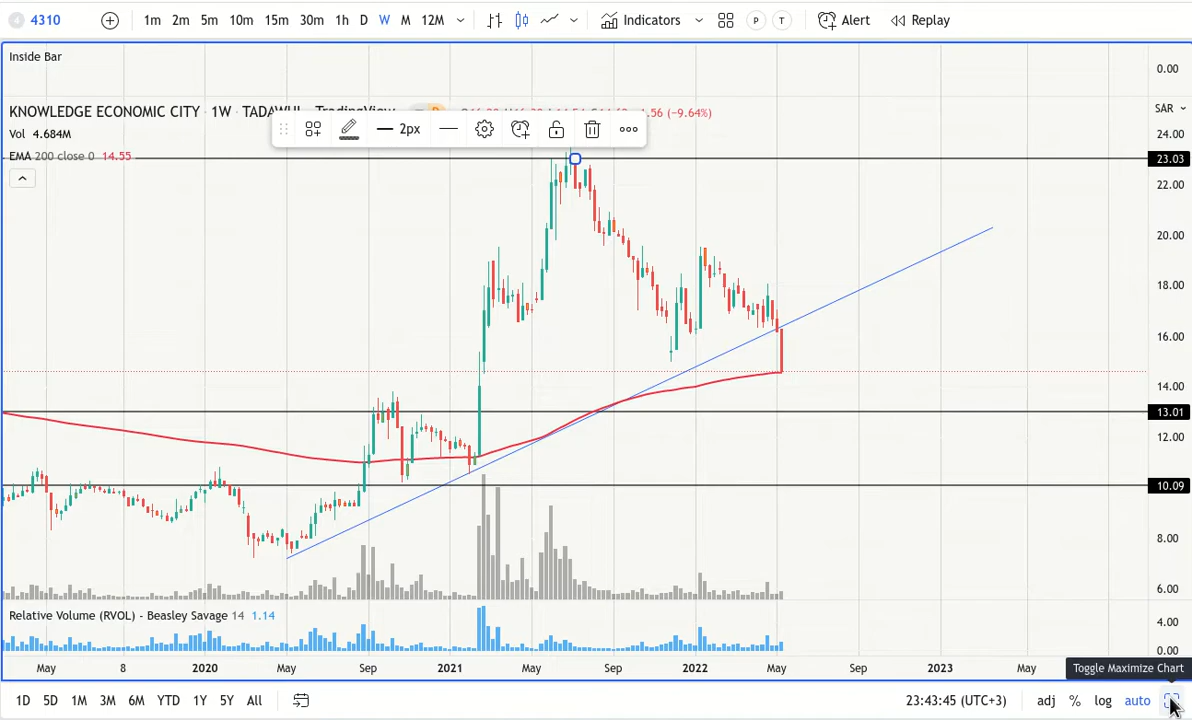 4310 1m 2m 5m 10m 15m 30m 1h D W M 12M Indicators P T Alert Replay
Inside Bar
0.00
KNOWLEDGE ECONOMIC CITY · 1W · TADAWUL
SAR
.56 (−9.64%)
Vol 4.684M
2px
24.00
EMA 200 close 0 14.55
23.03
22.00
20.00
18.00
16.00
14.00
13.01
12.00
10.09
8.00
6.00
Relative Volume (RVOL) - Beasley Savage 14 1.14
4.00
0.00
May 8 2020 May Sep 2021 May Sep 2022 May Sep 2023 May
Toggle Maximize Chart
1D 5D 1M 3M 6M YTD 1Y 5Y All 23:43:45 (UTC+3) adj % log auto